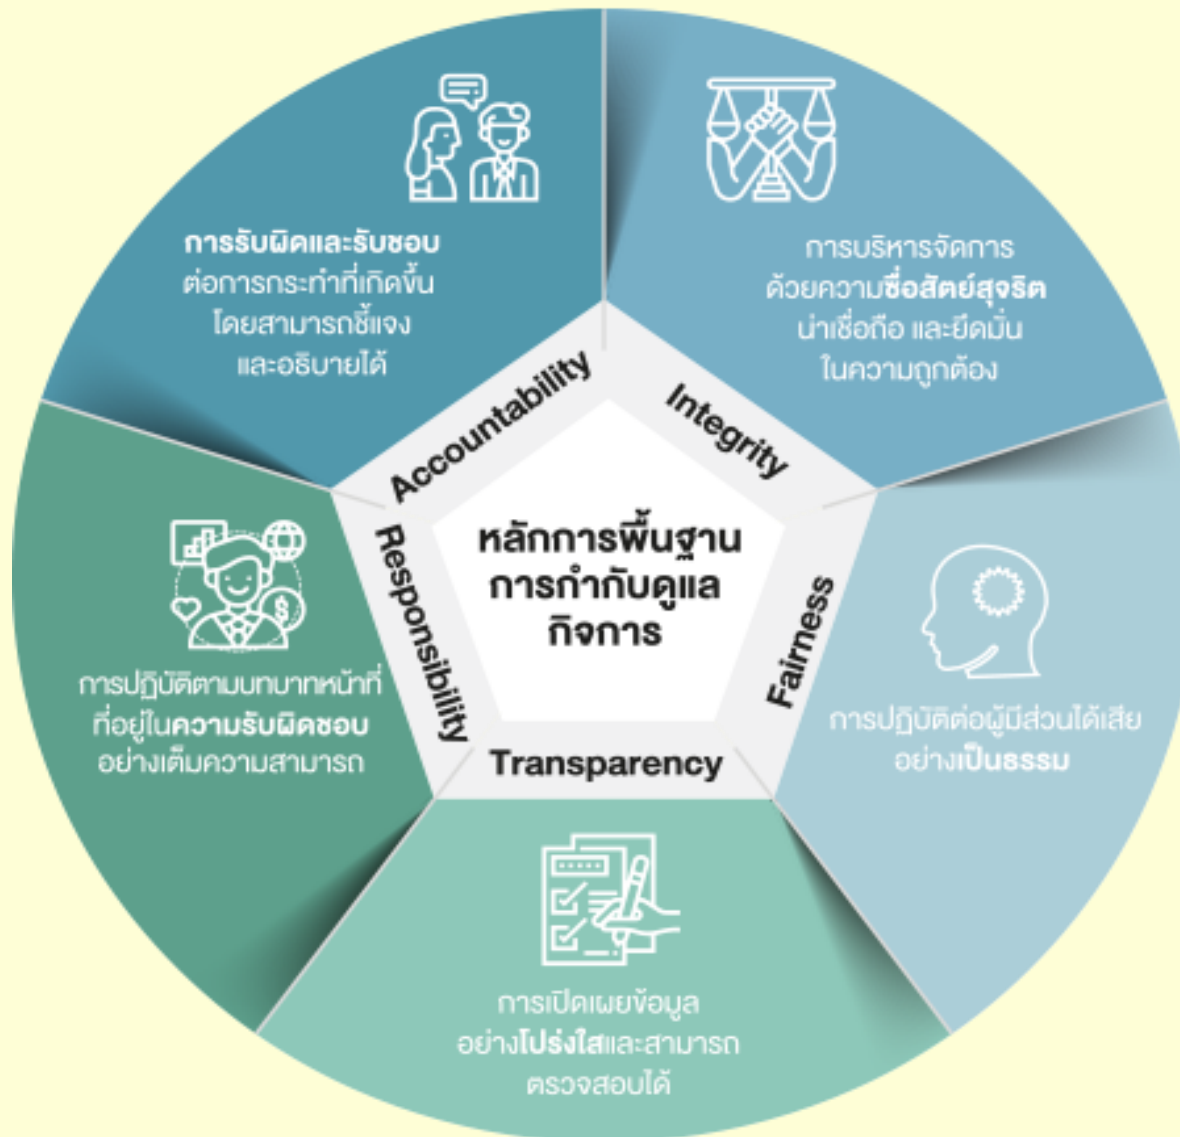 การรับผิดและรับชอบ
ต่อการกระทำที่เกิดขึ้น
โดยสามารถชี้แจง
และอธิบายได้
การบริหารจัดการ
ด้วยความซื่อสัตย์สุจริต
น่าเชื่อถือ และยึดมั่น
ในความถูกต้อง
Accountability
Integrity
หลักการพื้นฐาน
การกำกับดูแล
กิจการ
Responsibility
Fairness
Transparency
การปฏิบัติตามบทบาทหน้าที่
ที่อยู่ในความรับผิดชอบ
อย่างเต็มความสามารถ
การปฏิบัติต่อผู้มีส่วนได้เสีย
อย่างเป็นธรรม
การเปิดเผยข้อมูล
อย่างโปร่งใสและสามารถ
ตรวจสอบได้